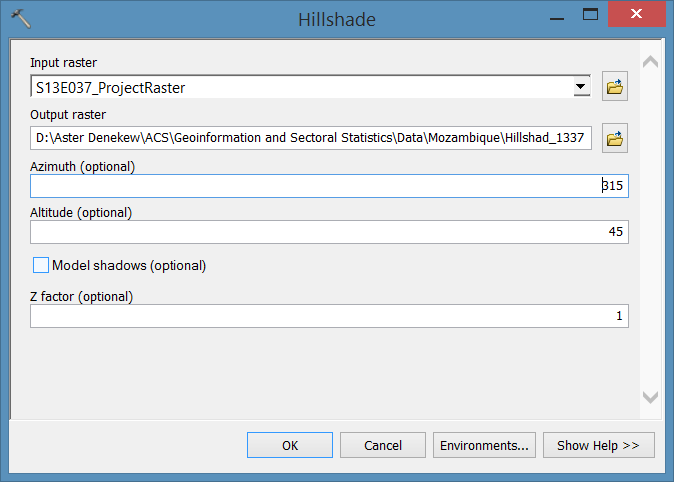 Hillshade
Input raster
S13E037_ProjectRaster
Output raster
D:\Aster Denekew\ACS\Geoinformation and Sectoral Statistics\Data\Mozambique\Hillshad_1337
Azimuth (optional)
315
Altitude (optional)
45
Model shadows (optional)
Z factor (optional)
1
OK Cancel Environments... Show Help >>